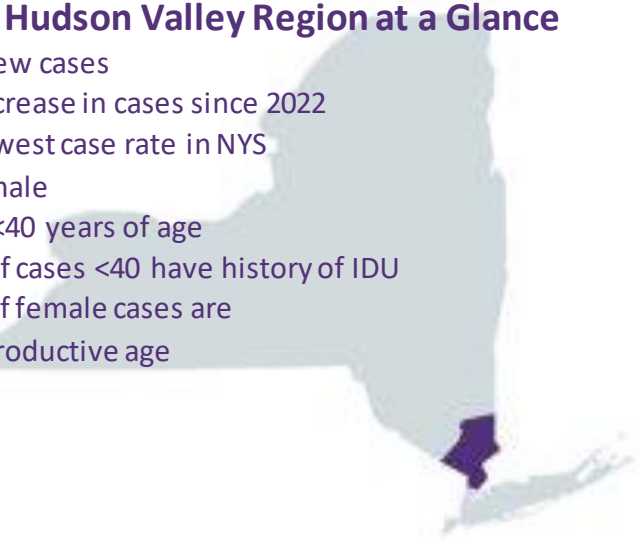 Hudson Valley Region at a Glance
ew cases
crease in cases since 2022
west case rate in NYS
nale
<40 years of age
f cases <40 have history of IDU
f female cases are
roductive age